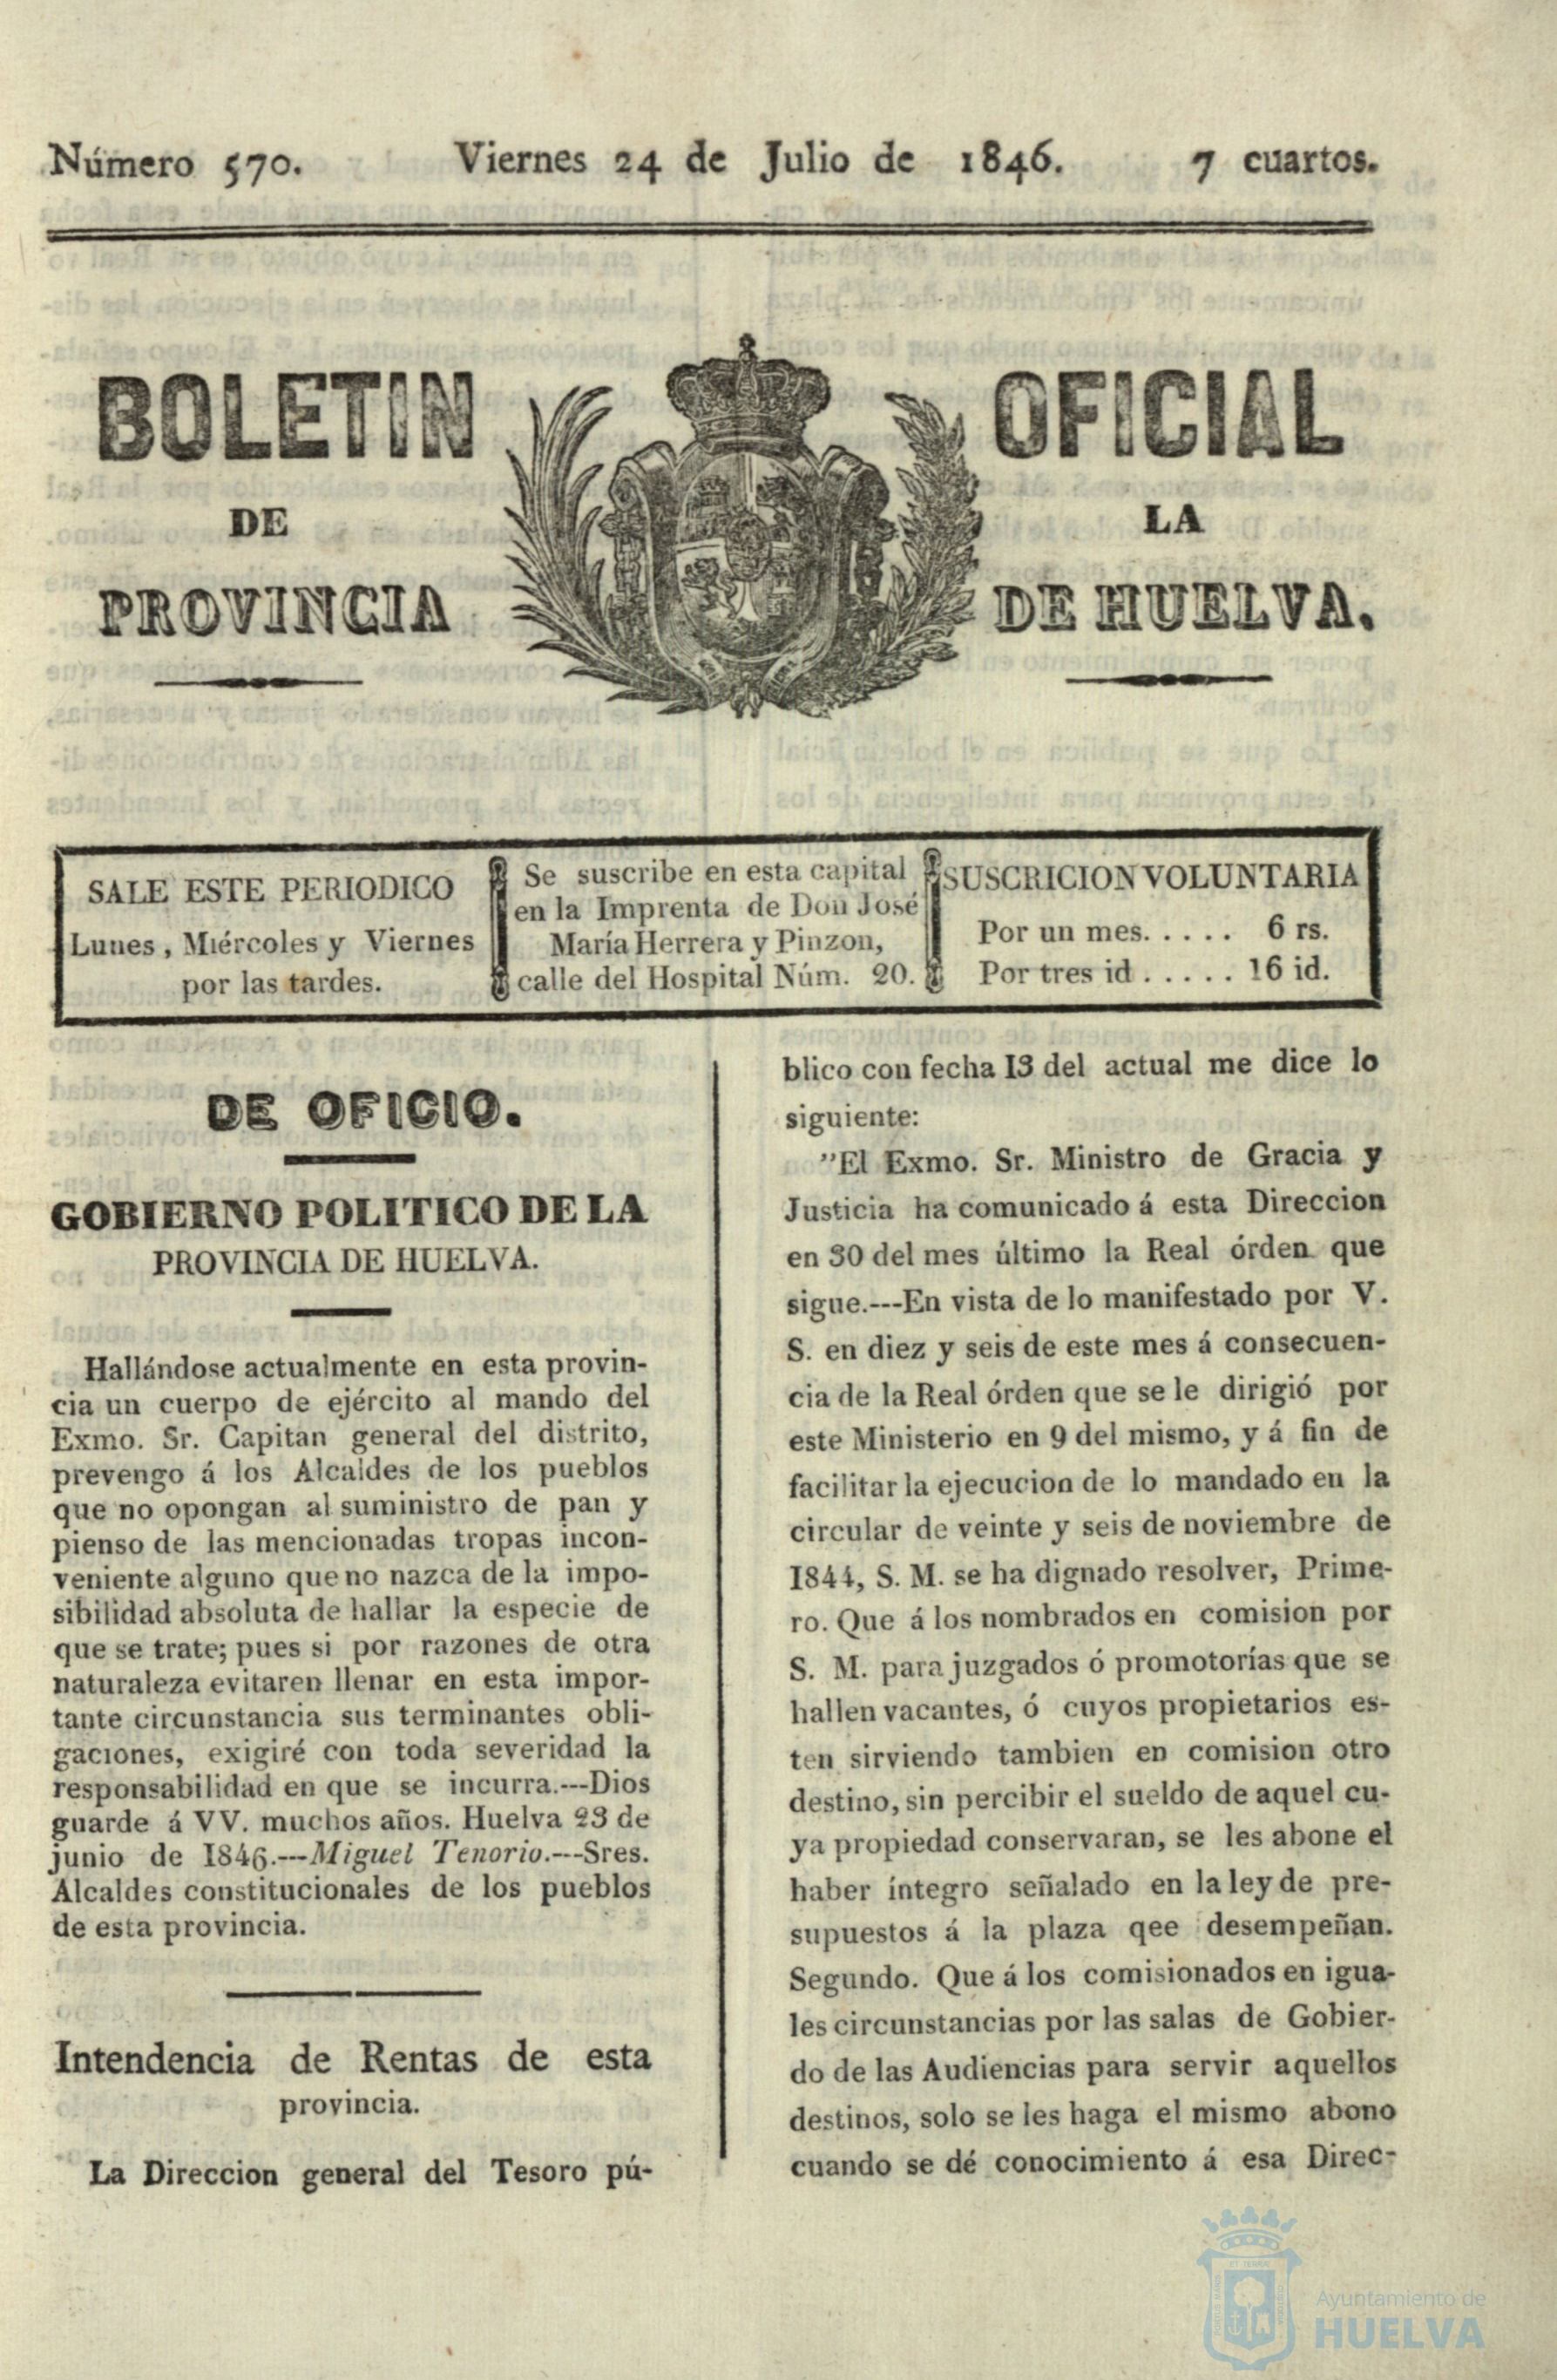 Número 570. Viernes 24 de Julio de 1846. 7 cuartos.
BOLETIN OFICIAL
DE LA
PROVINCIA DE HUELVA.
SALE ESTE PERIODICO
Lunes, Miércoles y Viernes
por las tardes.
Se suscribe en esta capital
en la Imprenta de Don José
María Herrera y Pinzon,
calle del Hospital Núm. 20.
SUSCRICION VOLUNTARIA
Por un mes. . . . . 6 rs.
Por tres id . . . . . 16 id.
DE OFICIO.
GOBIERNO POLITICO DE LA
PROVINCIA DE HUELVA.
Hallándose actualmente en esta provin-
cia un cuerpo de ejército al mando del
Exmo. Sr. Capitan general del distrito,
prevengo á los Alcaldes de los pueblos
que no opongan al suministro de pan y
pienso de las mencionadas tropas incon-
veniente alguno que no nazca de la impo-
sibilidad absoluta de hallar la especie de
que se trate; pues si por razones de otra
naturaleza evitaren llenar en esta impor-
tante circunstancia sus terminantes obli-
gaciones, exigiré con toda severidad la
responsabilidad en que se incurra.---Dios
guarde á VV. muchos años. Huelva 23 de
junio de 1846.---Miguel Tenorio.---Sres.
Alcaldes constitucionales de los pueblos
de esta provincia.
Intendencia de Rentas de esta
provincia.
La Direccion general del Tesoro pú-
blico con fecha 13 del actual me dice lo
siguiente:
"El Exmo. Sr. Ministro de Gracia y
Justicia ha comunicado á esta Direccion
en 30 del mes último la Real órden que
sigue.---En vista de lo manifestado por V.
S. en diez y seis de este mes á consecuen-
cia de la Real órden que se le dirigió por
este Ministerio en 9 del mismo, y á fin de
facilitar la ejecucion de lo mandado en la
circular de veinte y seis de noviembre de
1844, S. M. se ha dignado resolver, Prime-
ro. Que á los nombrados en comision por
S. M. para juzgados ó promotorías que se
hallen vacantes, ó cuyos propietarios es-
ten sirviendo tambien en comision otro
destino, sin percibir el sueldo de aquel cu-
ya propiedad conservaran, se les abone el
haber íntegro señalado en la ley de pre-
supuestos á la plaza qee desempeñan.
Segundo. Que á los comisionados en igua-
les circunstancias por las salas de Gobier-
do de las Audiencias para servir aquellos
destinos, solo se les haga el mismo abono
cuando se dé conocimiento á esa Direc-
Ayuntamiento de
HUELVA